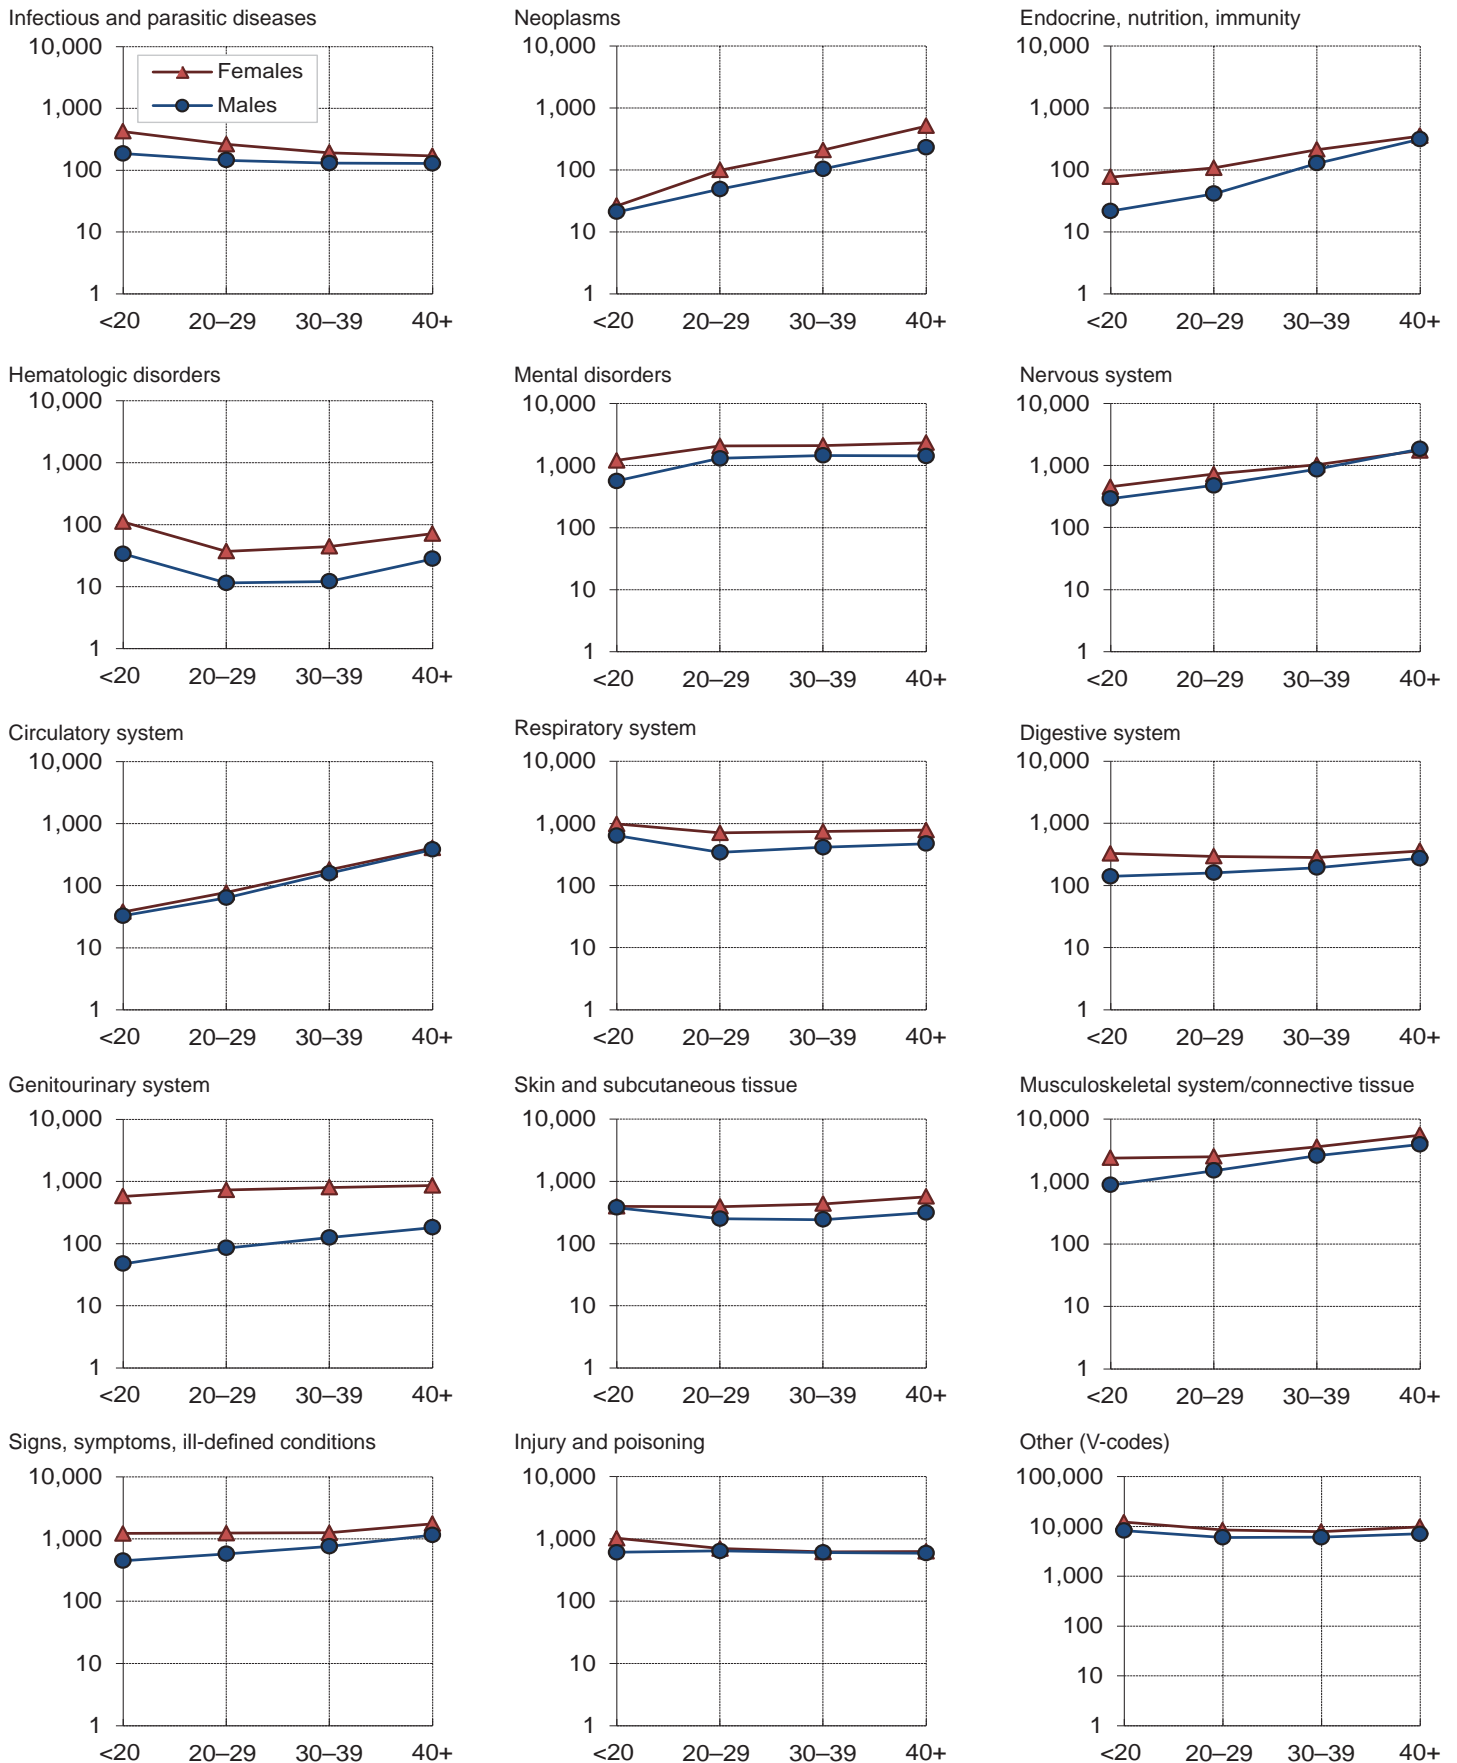 Infectious and parasitic diseases
10,000
1,000
100
10
1
<20 20–29 30–39 40+
Females
Males
Neoplasms
10,000
1,000
100
10
1
<20 20–29 30–39 40+
Endocrine, nutrition, immunity
10,000
1,000
100
10
1
<20 20–29 30–39 40+
Hematologic disorders
10,000
1,000
100
10
1
<20 20–29 30–39 40+
Mental disorders
10,000
1,000
100
10
1
<20 20–29 30–39 40+
Nervous system
10,000
1,000
100
10
1
<20 20–29 30–39 40+
Circulatory system
10,000
1,000
100
10
1
<20 20–29 30–39 40+
Respiratory system
10,000
1,000
100
10
1
<20 20–29 30–39 40+
Digestive system
10,000
1,000
100
10
1
<20 20–29 30–39 40+
Genitourinary system
10,000
1,000
100
10
1
<20 20–29 30–39 40+
Skin and subcutaneous tissue
10,000
1,000
100
10
1
<20 20–29 30–39 40+
Musculoskeletal system/connective tissue
10,000
1,000
100
10
1
<20 20–29 30–39 40+
Signs, symptoms, ill-defined conditions
10,000
1,000
100
10
1
<20 20–29 30–39 40+
Injury and poisoning
10,000
1,000
100
10
1
<20 20–29 30–39 40+
Other (V-codes)
100,000
10,000
1,000
100
10
1
<20 20–29 30–39 40+